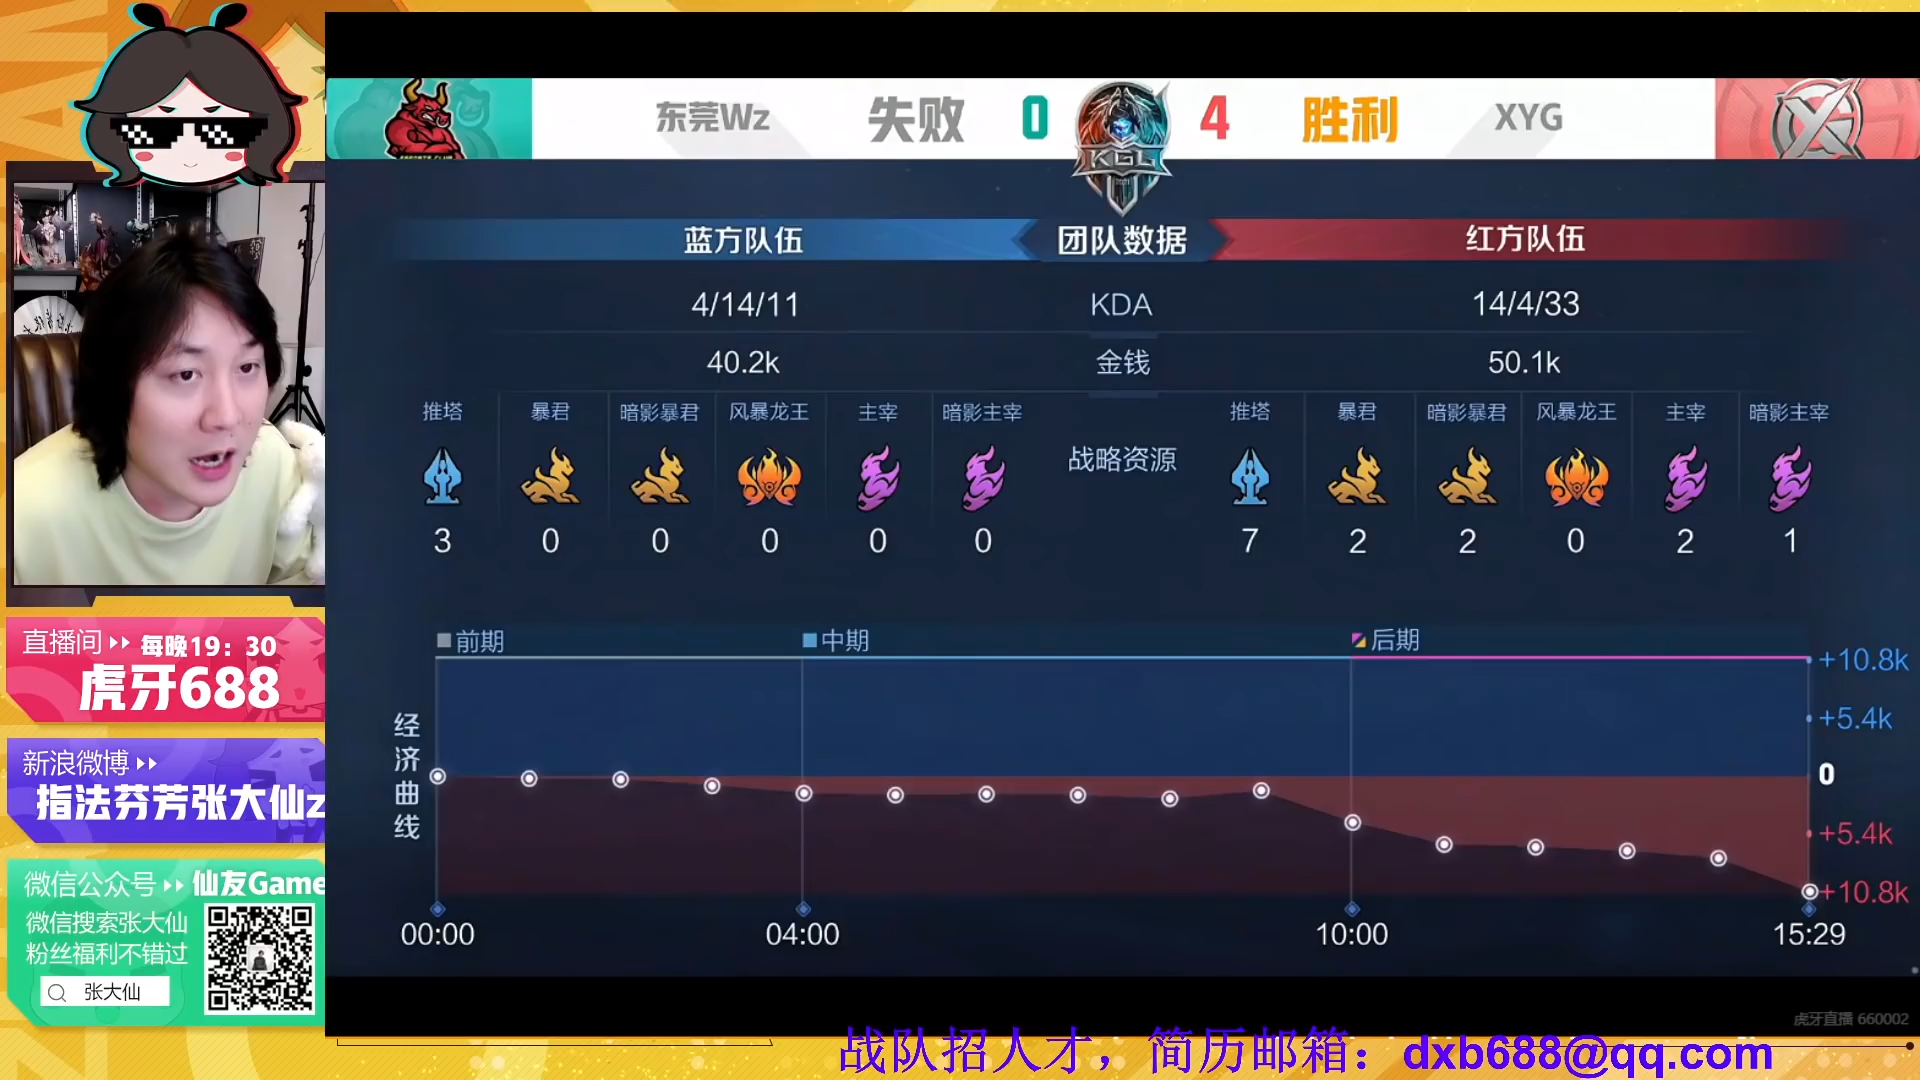 东莞Wz 失败 0 4 胜利 XYG
KGL
蓝方队伍 团队数据 红方队伍
4/14/11 KDA 14/4/33
40.2k 金钱 50.1k
推塔 暴君 暗影暴君 风暴龙王 主宰 暗影主宰 推塔 暴君 暗影暴君 风暴龙王 主宰 暗影主宰
战略资源
3 0 0 0 0 0 7 2 2 0 2 1
前期 中期 后期
+10.8k
+5.4k
0
+5.4k
+10.8k
经济曲线
00:00 04:00 10:00 15:29
直播间 每晚19:30
虎牙688
新浪微博
指法芬芳张大仙z
微信公众号 仙友Game
微信搜索张大仙
粉丝福利不错过
张大仙
虎牙直播 660002
战队招人才，简历邮箱：dxb688@qq.com